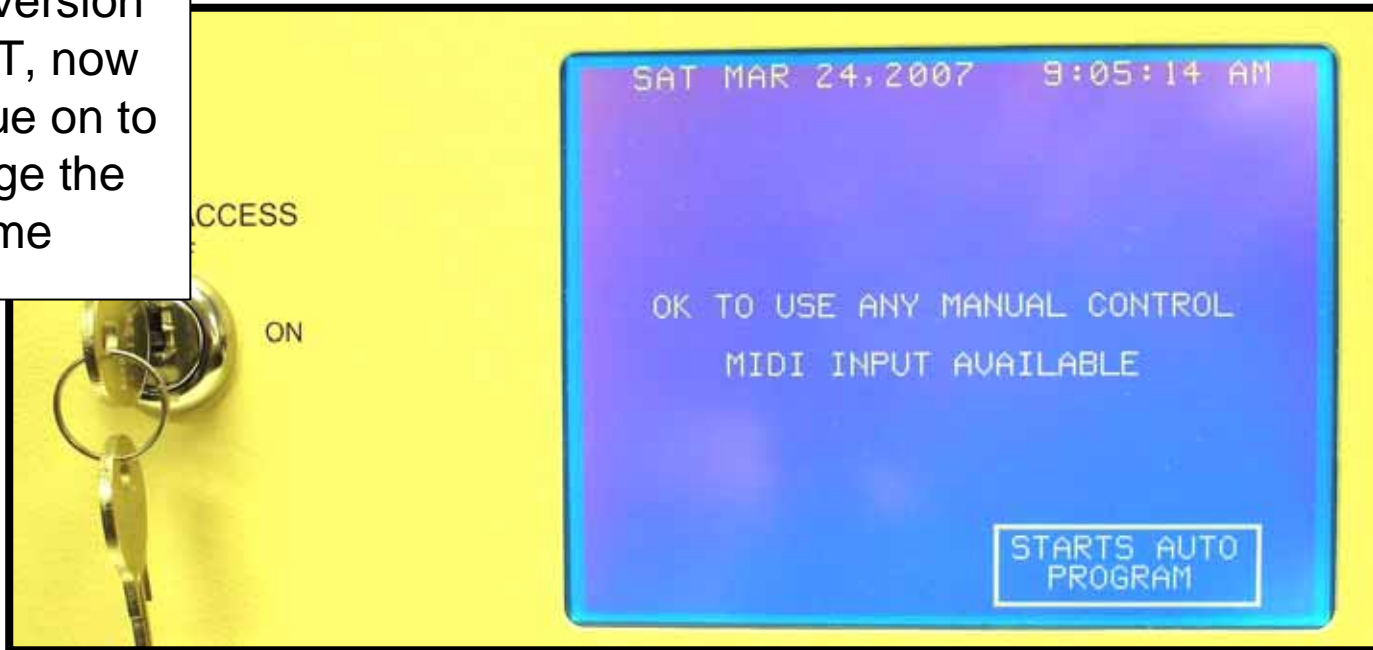 version
T, now
ue on to
ge the
me
SAT MAR 24,2007 9:05:14 AM
CCESS
ON
OK TO USE ANY MANUAL CONTROL
MIDI INPUT AVAILABLE
STARTS AUTO
PROGRAM